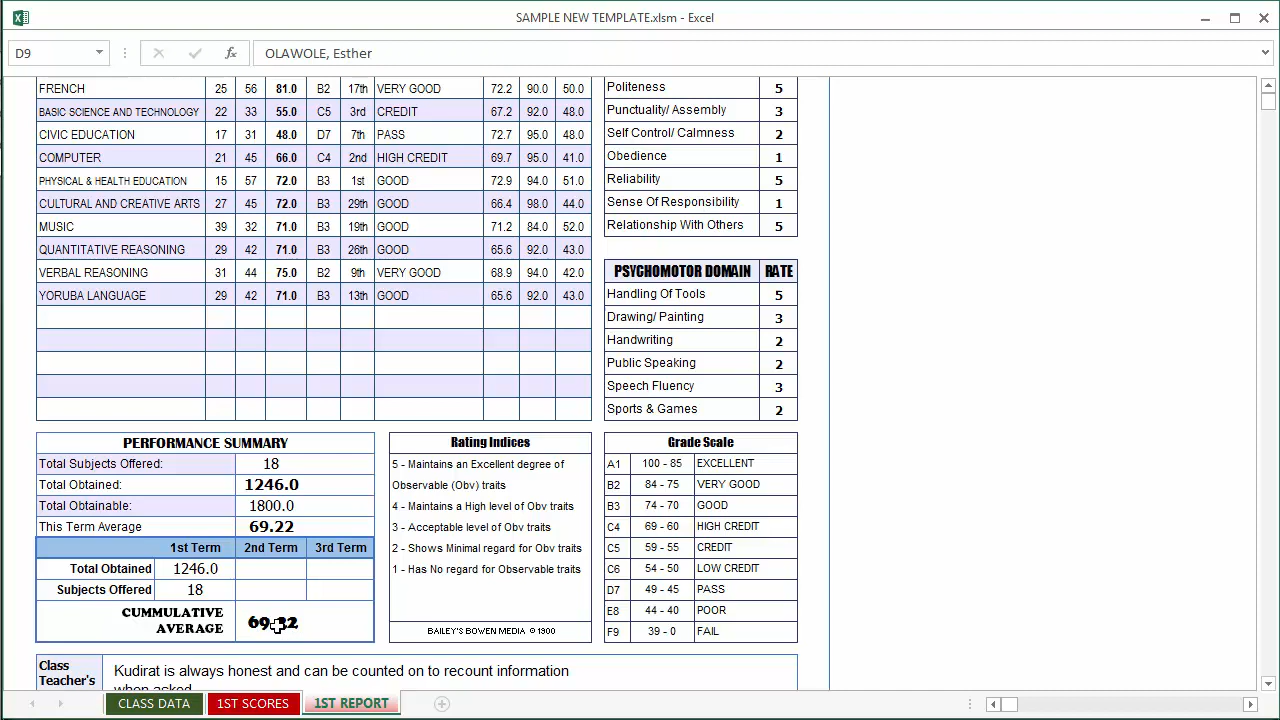 SAMPLE NEW TEMPLATE.xlsm - Excel
D9 fx OLAWOLE, Esther
FRENCH 25 56 81.0 B2 17th VERY GOOD 72.2 90.0 50.0
BASIC SCIENCE AND TECHNOLOGY 22 33 55.0 C5 3rd CREDIT 67.2 92.0 48.0
CIVIC EDUCATION 17 31 48.0 D7 7th PASS 72.7 95.0 48.0
COMPUTER 21 45 66.0 C4 2nd HIGH CREDIT 69.7 95.0 41.0
PHYSICAL & HEALTH EDUCATION 15 57 72.0 B3 1st GOOD 72.9 94.0 51.0
CULTURAL AND CREATIVE ARTS 27 45 72.0 B3 29th GOOD 66.4 98.0 44.0
MUSIC 39 32 71.0 B3 19th GOOD 71.2 84.0 52.0
QUANTITATIVE REASONING 29 42 71.0 B3 26th GOOD 65.6 92.0 43.0
VERBAL REASONING 31 44 75.0 B2 9th VERY GOOD 68.9 94.0 42.0
YORUBA LANGUAGE 29 42 71.0 B3 13th GOOD 65.6 92.0 43.0
Politeness 5
Punctuality/ Assembly 3
Self Control/ Calmness 2
Obedience 1
Reliability 5
Sense Of Responsibility 1
Relationship With Others 5
PSYCHOMOTOR DOMAIN RATE
Handling Of Tools 5
Drawing/ Painting 3
Handwriting 2
Public Speaking 2
Speech Fluency 3
Sports & Games 2
PERFORMANCE SUMMARY
Total Subjects Offered: 18
Total Obtained: 1246.0
Total Obtainable: 1800.0
This Term Average 69.22
1st Term 2nd Term 3rd Term
Total Obtained 1246.0
Subjects Offered 18
CUMMULATIVE
AVERAGE
Rating Indices
5 - Maintains an Excellent degree of
Observable (Obv) traits
4 - Maintains a High level of Obv traits
3 - Acceptable level of Obv traits
2 - Shows Minimal regard for Obv traits
1 - Has No regard for Observable traits
BAILEY'S BOWEN MEDIA © 1900
Grade Scale
A1 100 - 85 EXCELLENT
B2 84 - 75 VERY GOOD
B3 74 - 70 GOOD
C4 69 - 60 HIGH CREDIT
C5 59 - 55 CREDIT
C6 54 - 50 LOW CREDIT
D7 49 - 45 PASS
E8 44 - 40 POOR
F9 39 - 0 FAIL
Class
Teacher's
Kudirat is always honest and can be counted on to recount information
when asked
CLASS DATA 1ST SCORES 1ST REPORT